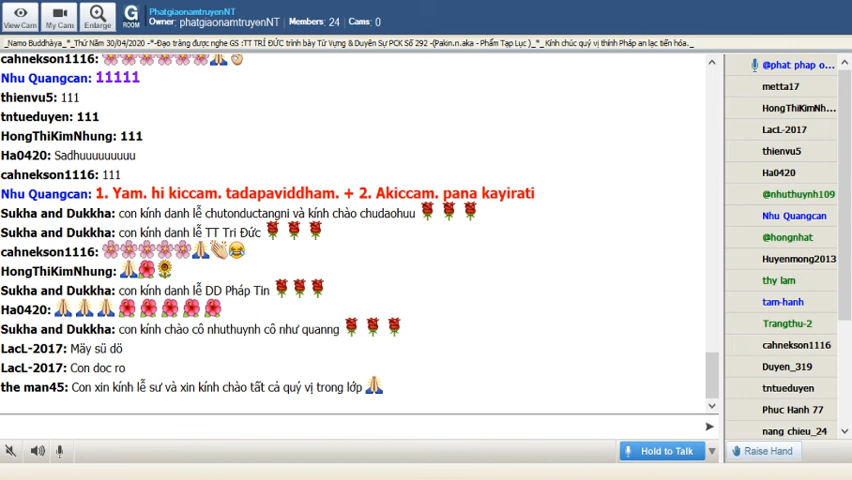 View Cam
My Cam
Enlarge
G
ROOM
PhatgiaonamtruyenNT
Owner: phatgiaonamtruyenNT Members: 24 Cams: 0
_Namo Buddhàya_*_Thứ Năm 30/04/2020 -*-Đạo tràng được nghe GS :TT TRÍ ĐỨC trình bày Từ Vựng & Duyên Sự PCK Số 292 -(Pakin.n.aka - Phẩm Tạp Lục )_*_ Kính chúc quý vị thính Pháp an lạc tiến hóa._
cahnekson1116:
Nhu Quangcan: 11111
thienvu5: 111
tntueduyen: 111
HongThiKimNhung: 111
Ha0420: Sadhuuuuuuuuu
cahnekson1116: 111
Nhu Quangcan: 1. Yam. hi kiccam. tadapaviddham. + 2. Akiccam. pana kayirati
Sukha and Dukkha: con kính danh lễ chutonductangni và kính chào chudaohuu
Sukha and Dukkha: con kính danh lễ TT Tri Đức
cahnekson1116:
HongThiKimNhung:
Sukha and Dukkha: con kính danh lễ DD Pháp Tin
Ha0420:
Sukha and Dukkha: con kính chào cô nhuthuynh cô như quanng
LacL-2017: Mãy sü dö
LacL-2017: Con doc ro
the man45: Con xin kính lễ sư và xin kính chào tất cả quý vị trong lớp
Hold to Talk
@phat phap o...
metta17
HongThiKimNh...
LacL-2017
thienvu5
Ha0420
@nhuthuynh109
Nhu Quangcan
@hongnhat
Huyenmong2013
thy lam
tam-hanh
Trangthu-2
cahnekson1116
Duyen_319
tntueduyen
Phuc Hanh 77
nang chieu_24
Raise Hand